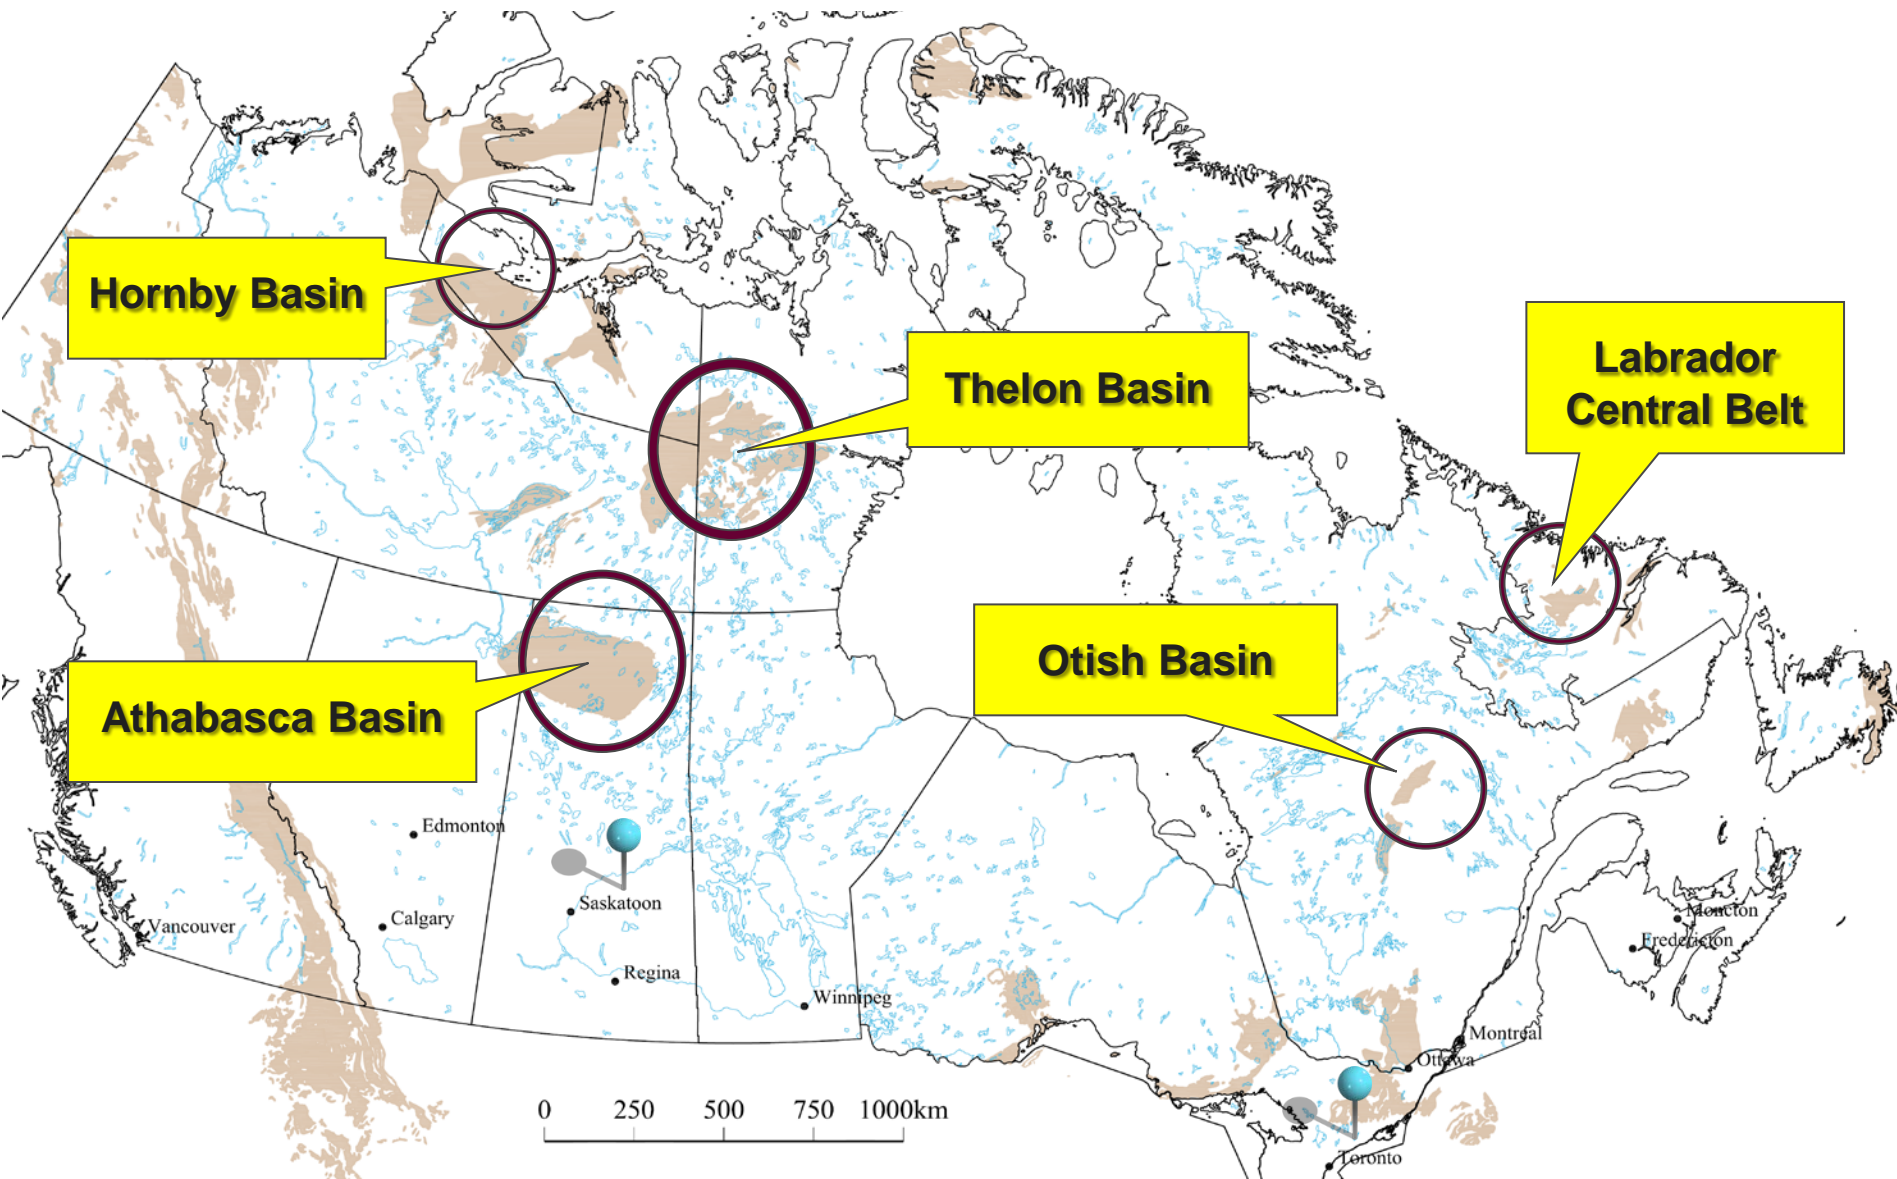 Hornby Basin
Thelon Basin
Labrador
Central Belt
Otish Basin
Athabasca Basin
Edmonton
Saskatoon
Calgary
Vancouver
Regina
Winnipeg
Moncton
Fredericton
Montreal
Ottawa
Toronto
0 250 500 750 1000km